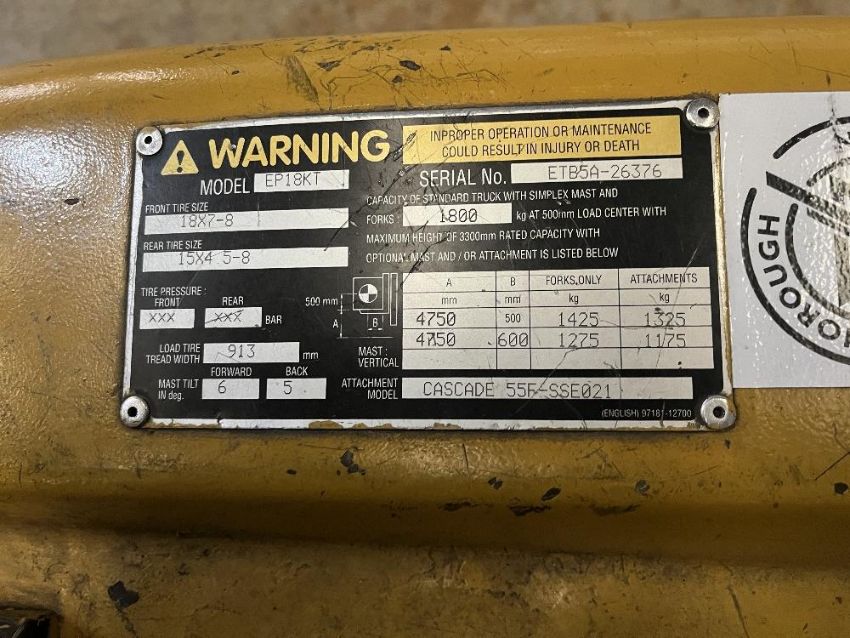 WARNING
INPROPER OPERATION OR MAINTENANCE
COULD RESULT IN INJURY OR DEATH
MODEL EP18KT
SERIAL No. ETB5A-26376
FRONT TIRE SIZE
18X7-8
REAR TIRE SIZE
15X4 5-8
TIRE PRESSURE :
FRONT REAR
XXX XXX BAR
LOAD TIRE
TREAD WIDTH 913 mm
FORWARD BACK
MAST TILT
in deg. 6 5
CAPACITY OF STANDARD TRUCK WITH SIMPLEX MAST AND
FORKS : 1800 kg AT 500mm LOAD CENTER WITH
MAXIMUM HEIGHT OF 3300mm RATED CAPACITY WITH
OPTIONAL MAST AND / OR ATTACHMENT IS LISTED BELOW
500 mm
A
B
A B FORKS ONLY ATTACHMENTS
mm mm kg kg
4750 500 1425 1325
4750 600 1275 1175
MAST :
VERTICAL
ATTACHMENT
MODEL CASCADE 55F-SSE021
(ENGLISH) 97181-12700
HOROUGH